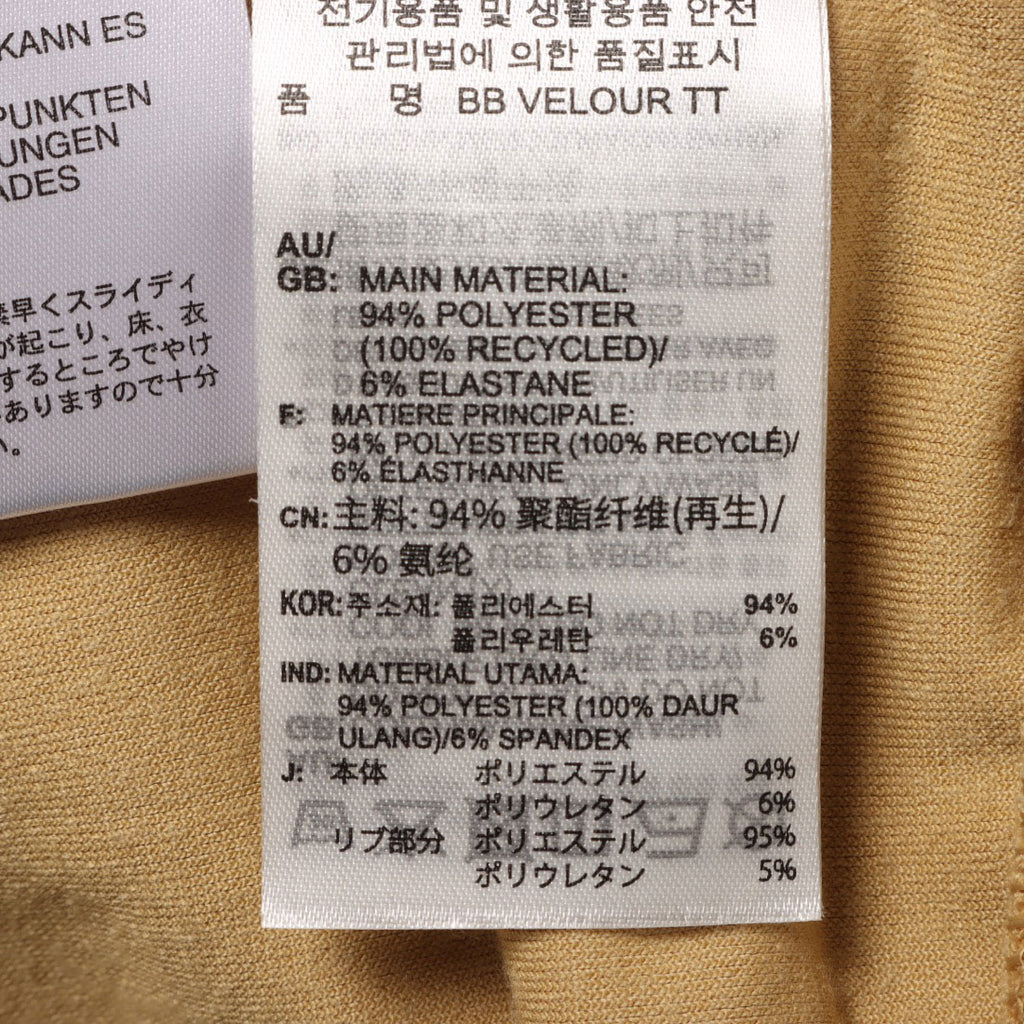 KANN ES
PUNKTEN
UNGEN
ADES
早くスライディ
が起こり、床、衣
するところでやけ
ありますので十分
い。
전기용품 및 생활용품 안전
관리법에 의한 품질표시
품 명 BB VELOUR TT
AU/
GB: MAIN MATERIAL:
94% POLYESTER
(100% RECYCLED)/
6% ELASTANE
F: MATIERE PRINCIPALE:
94% POLYESTER (100% RECYCLÉ)/
6% ÉLASTHANNE
CN: 主料: 94% 聚酯纤维(再生)/
6% 氨纶
KOR: 주소재: 폴리에스터 94%
폴리우레탄 6%
IND: MATERIAL UTAMA:
94% POLYESTER (100% DAUR
ULANG)/6% SPANDEX
J: 本体 ポリエステル 94%
ポリウレタン 6%
リブ部分 ポリエステル 95%
ポリウレタン 5%